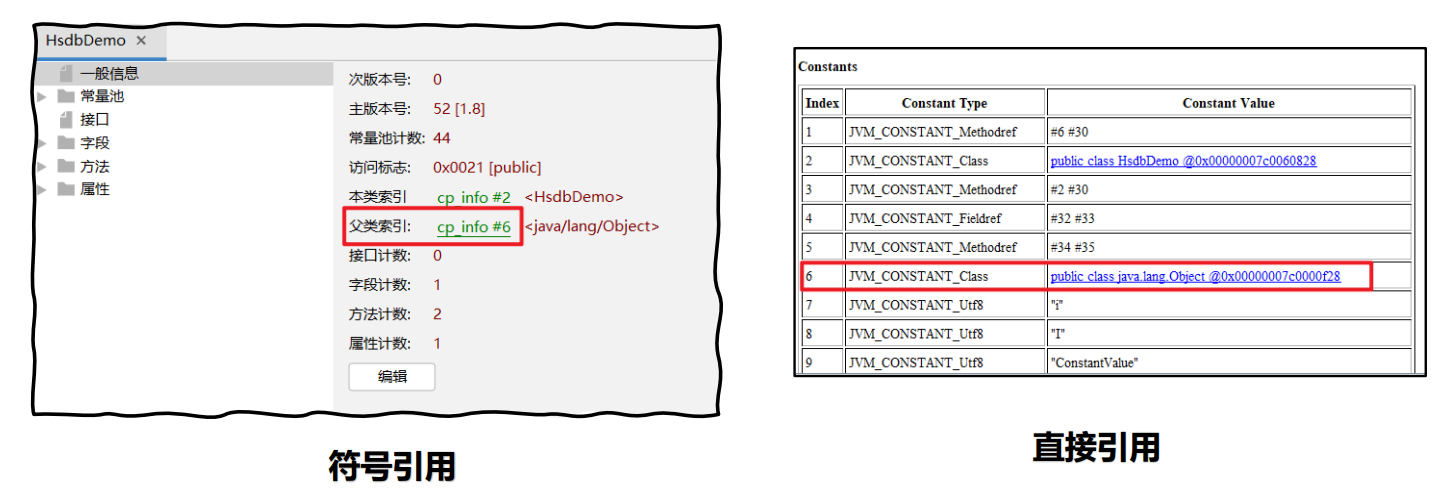 HsdbDemo ×
一般信息
常量池
接口
字段
方法
属性
次版本号: 0
主版本号: 52 [1.8]
常量池计数: 44
访问标志: 0x0021 [public]
本类索引 cp_info #2 <HsdbDemo>
父类索引: cp_info #6 <java/lang/Object>
接口计数: 0
字段计数: 1
方法计数: 2
属性计数: 1
编辑
符号引用
Constants
Index Constant Type Constant Value
1 JVM_CONSTANT_Methodref #6 #30
2 JVM_CONSTANT_Class public class HsdbDemo @0x00000007c0060828
3 JVM_CONSTANT_Methodref #2 #30
4 JVM_CONSTANT_Fieldref #32 #33
5 JVM_CONSTANT_Methodref #34 #35
6 JVM_CONSTANT_Class public class java.lang.Object @0x00000007c0000f28
7 JVM_CONSTANT_Utf8 "i"
8 JVM_CONSTANT_Utf8 "I"
9 JVM_CONSTANT_Utf8 "ConstantValue"
直接引用